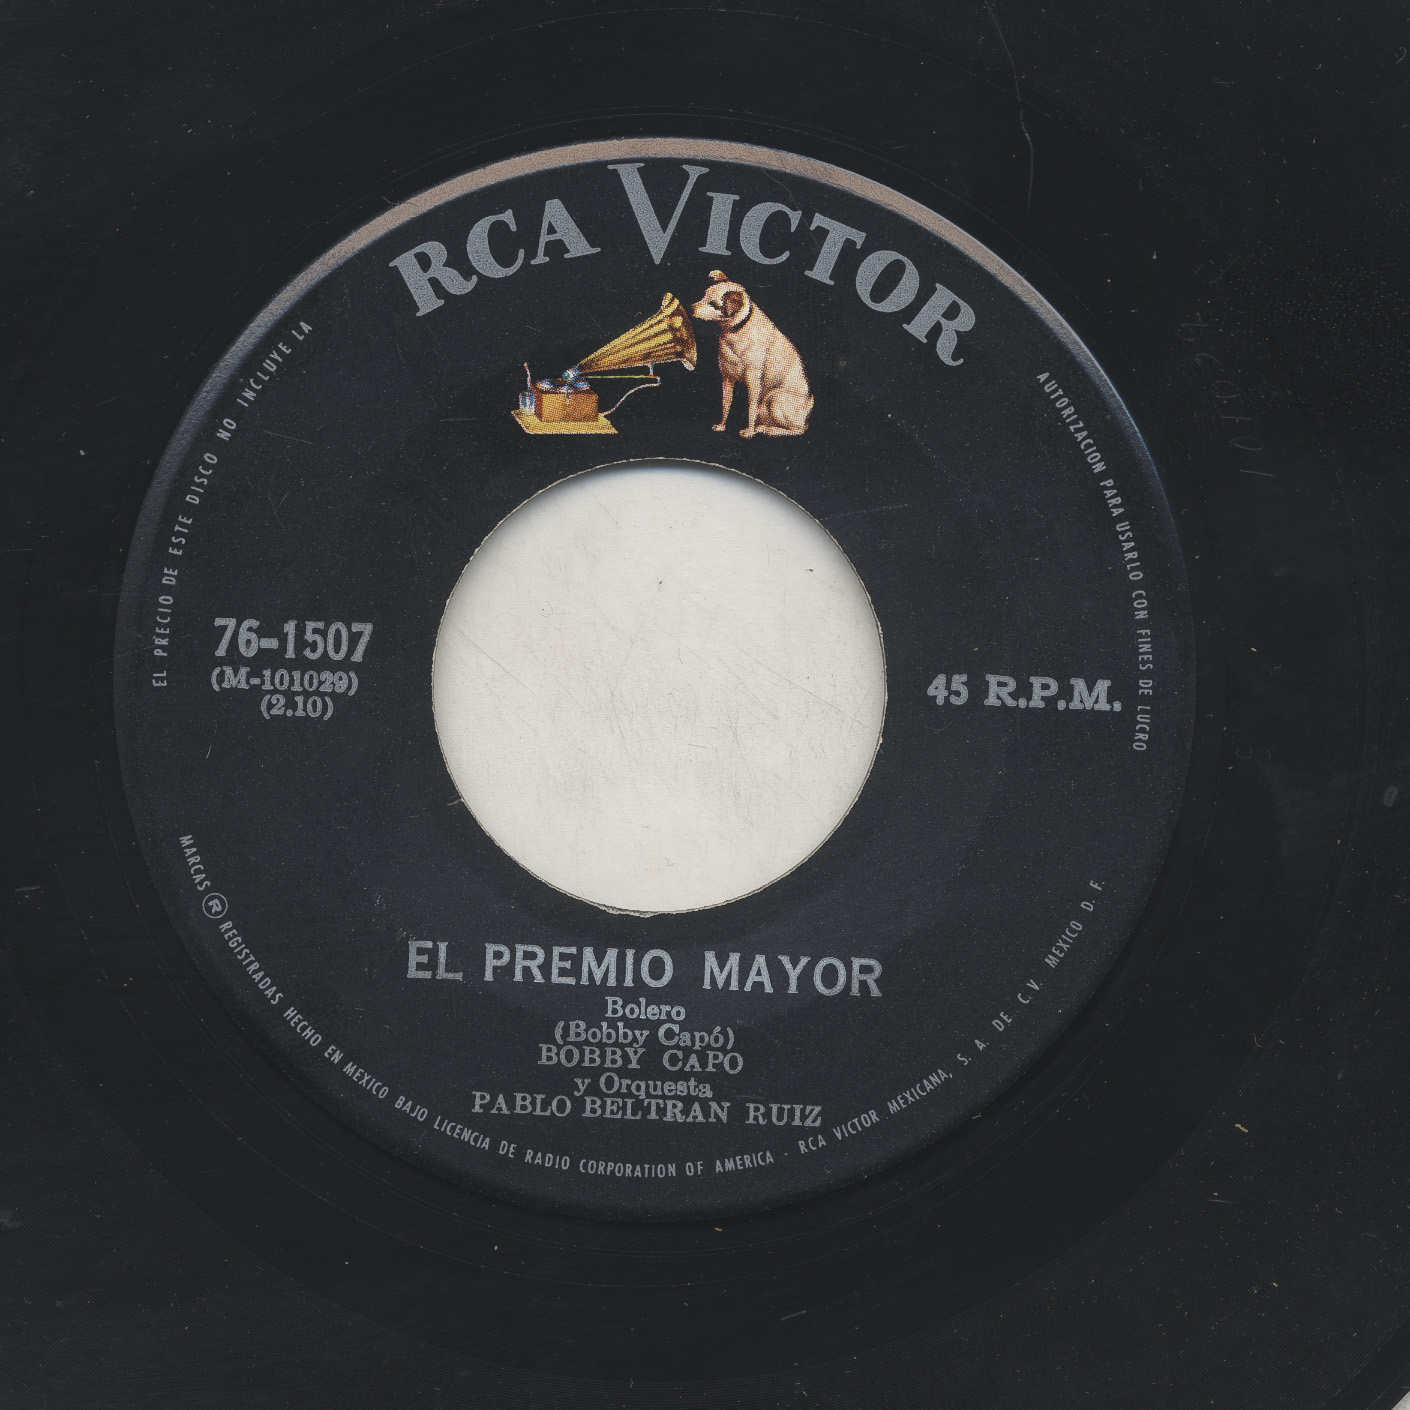 RCA VICTOR
EL PRECIO DE ESTE DISCO NO INCLUYE LA
AUTORIZACION PARA USARLO CON FINES DE LUCRO
76-1507
(M-101029)
(2.10)
45 R.P.M.
EL PREMIO MAYOR
Bolero
(Bobby Capó)
BOBBY CAPO
y Orquesta
PABLO BELTRAN RUIZ
MARCAS ® REGISTRADAS HECHO EN MEXICO BAJO LICENCIA DE RADIO CORPORATION OF AMERICA - RCA VICTOR MEXICANA, S. A. DE C.V. MEXICO D. F.